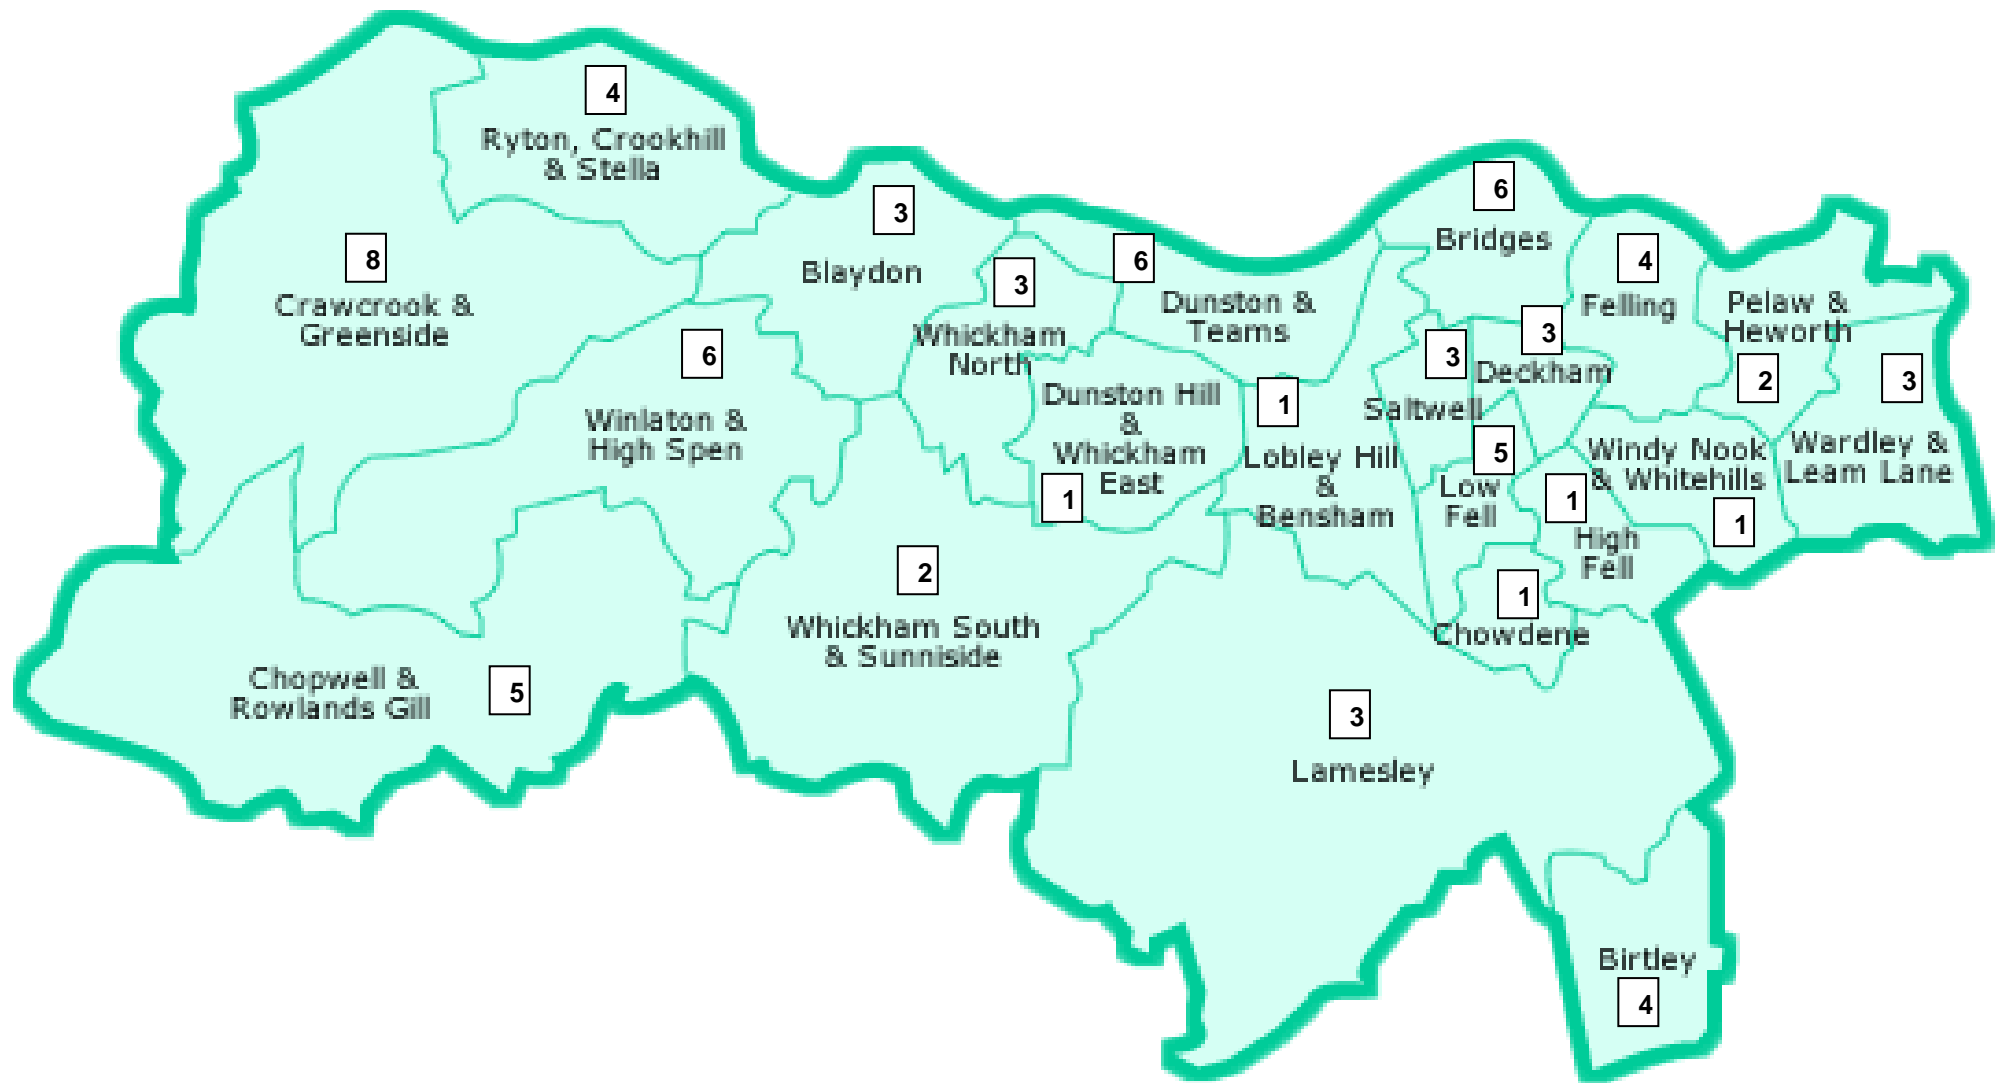 4
Ryton, Crookhill
& Stella
8
Crawcrook &
Greenside
3
Blaydon
6
Winlaton &
High Spen
3
Whickham
North
6
Dunston &
Teams
Dunston Hill
&
Whickham
East
1
1
Lobley Hill
&
Bensham
6
Bridges
3
Saltwell
3
Deckham
4
Felling
Pelaw &
Heworth
2
3
Wardley &
Leam Lane
5
Low
Fell
Windy Nook
& Whitehills
1
1
High
Fell
1
Chowdene
2
Whickham South
& Sunniside
Chopwell &
Rowlands Gill
5
3
Lamesley
Birtley
4